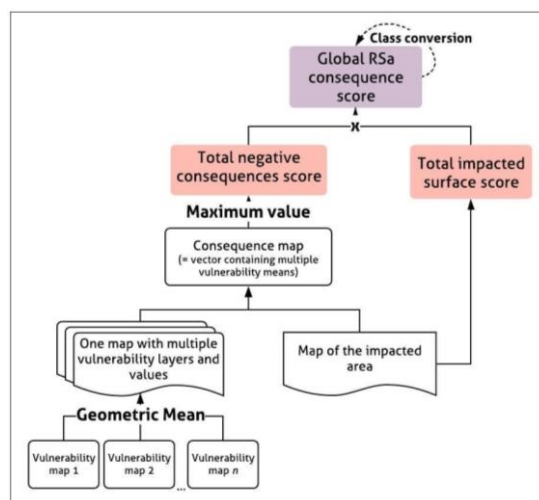 Class conversion
Global RSa
consequence
score
x
Total negative
consequences score
Total impacted
surface score
Maximum value
Consequence map
(= vector containing multiple
vulnerability means)
One map with multiple
vulnerability layers and
values
Map of the impacted
area
Geometric Mean
Vulnerability
map 1
Vulnerability
map 2
...
Vulnerability
map n